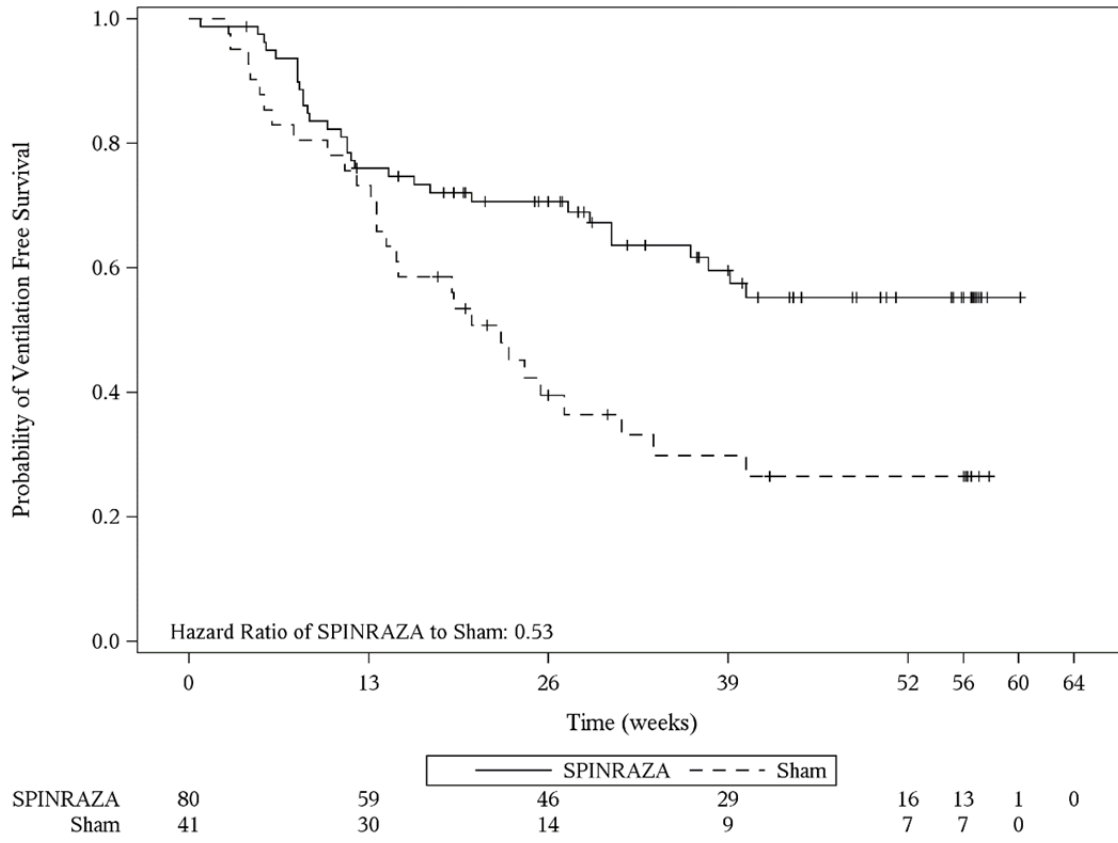 Probability of Ventilation Free Survival
1.0
0.8
0.6
0.4
0.2
0.0
Hazard Ratio of SPINRAZA to Sham: 0.53
0 13 26 39 52 56 60 64
Time (weeks)
SPINRAZA Sham
SPINRAZA 80 59 46 29 16 13 1 0
Sham 41 30 14 9 7 7 0